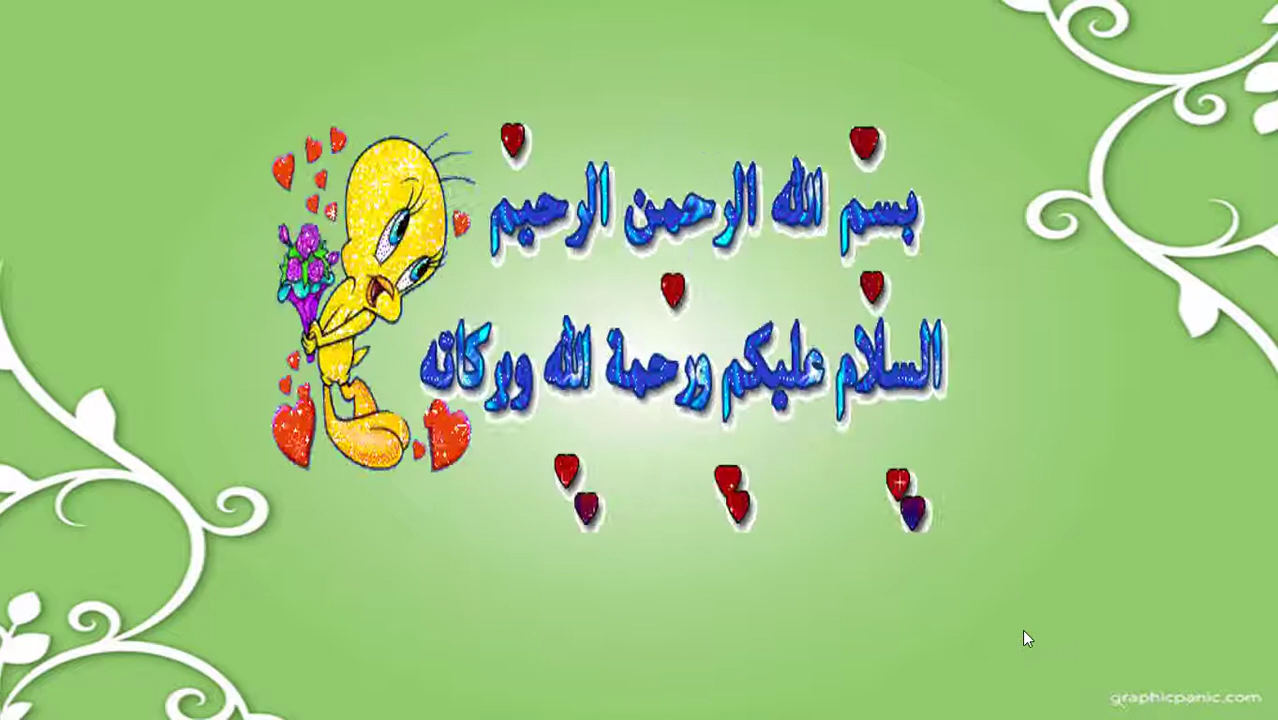 بسم الله الرحمن الرحيم
السلام عليكم ورحمة الله وبركاته
graphicpanic.com